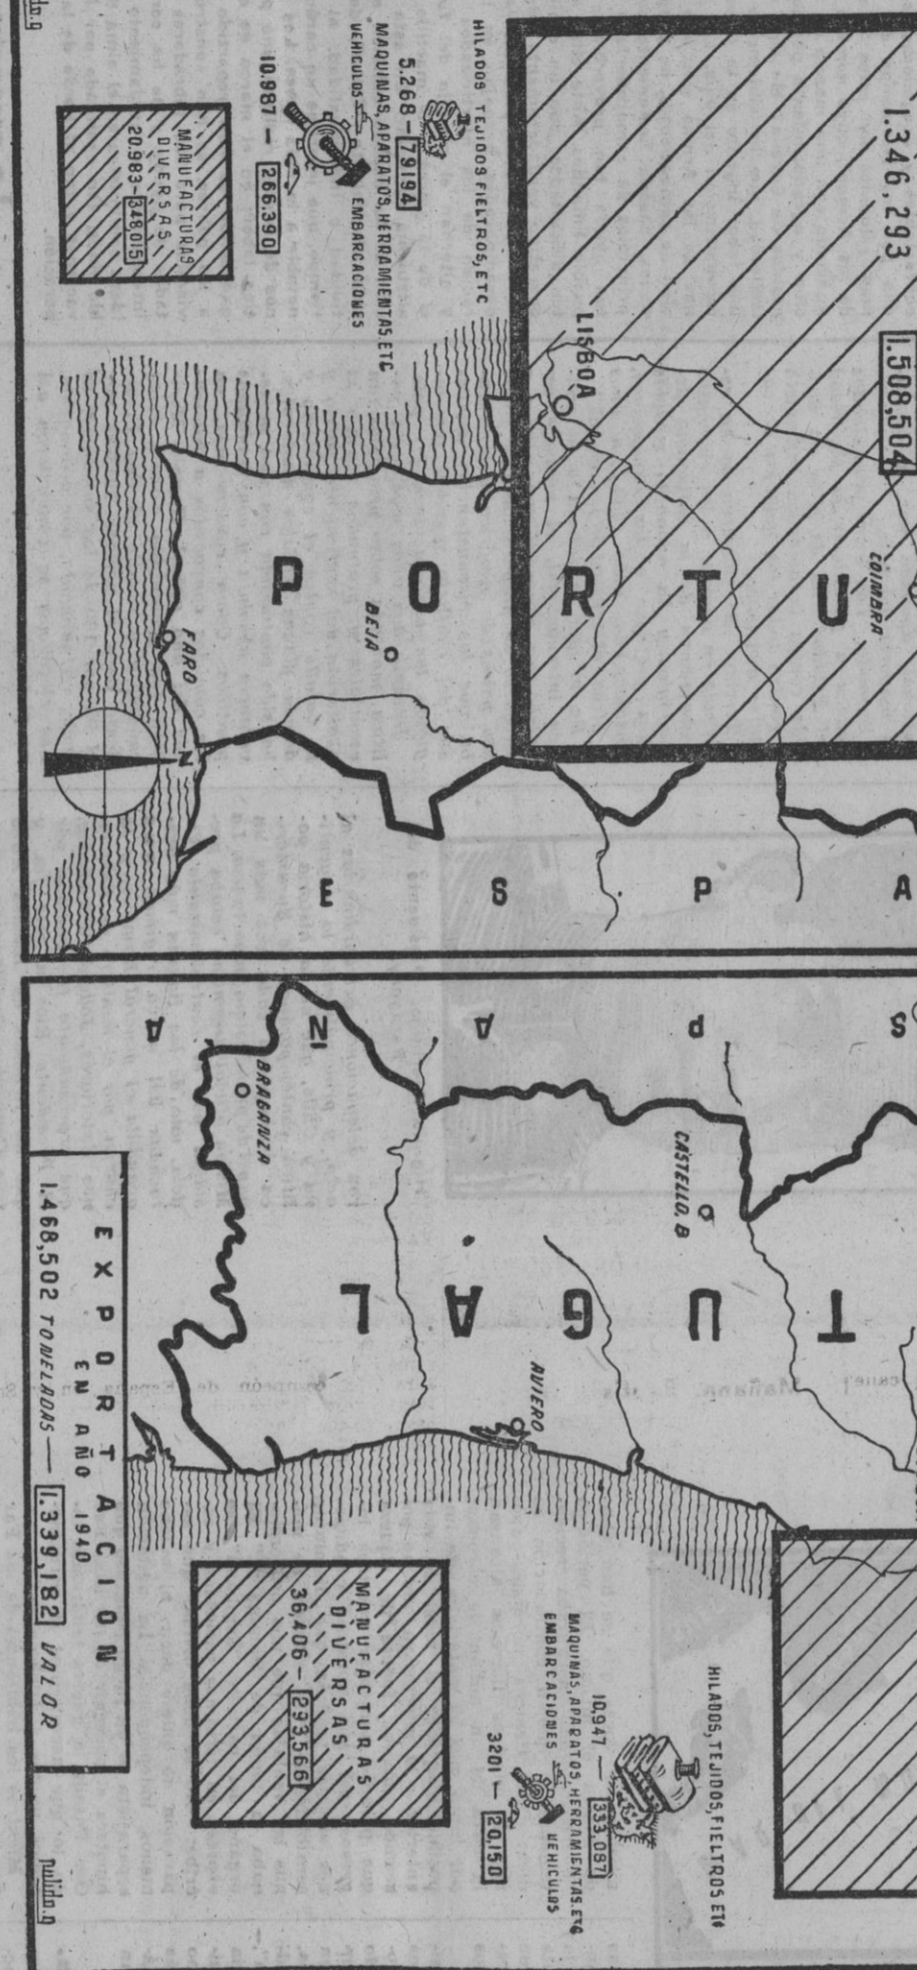 1.346,293
1.508,504
HILADOS TEJIDOS FIELTROS, ETC
5.268 — 79194
MAQUINAS, APARATOS, HERRAMIENTAS. ETC
VEHICULOS EMBARCACIONES
10.987 — 266.390
MANUFACTURAS
DIVERSAS
20.983 — 348,015
LISBOA
COIMBRA
PORTU
BEJA
FARO
N
ESPA
S
P
A
Ñ
A
BRAGANZA
CASTELLO, B
TUGAL
AVIERO
HILADOS, TEJIDOS, FIELTROS ETC
10,947 — 333,087
MAQUINAS, APARATOS, HERRAMIENTAS. ETC
EMBARCACIONES VEHICULOS
3201 — 20,150
MANUFACTURAS
DIVERSAS
36,406 — 293,566
EXPORTACION
EN AÑO 1940
1.468,502 TONELADAS — 1.339,182 VALOR
pulido.g